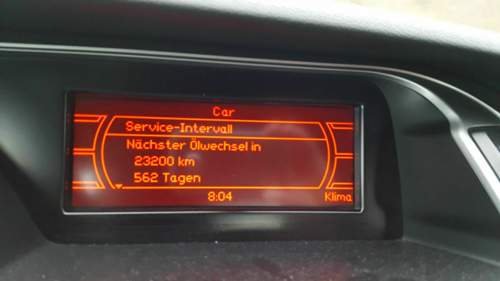 Car
Service-Intervall
Nächster Ölwechsel in
23200 km
562 Tagen
8:04
Klima